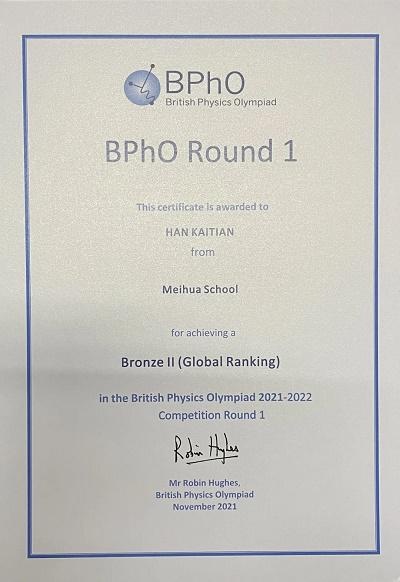 BPhO
British Physics Olympiad
BPhO Round 1
This certificate is awarded to
HAN KAITIAN
from
Meihua School
for achieving a
Bronze II (Global Ranking)
in the British Physics Olympiad 2021-2022
Competition Round 1
Robin Hughes
Mr Robin Hughes,
British Physics Olympiad
November 2021